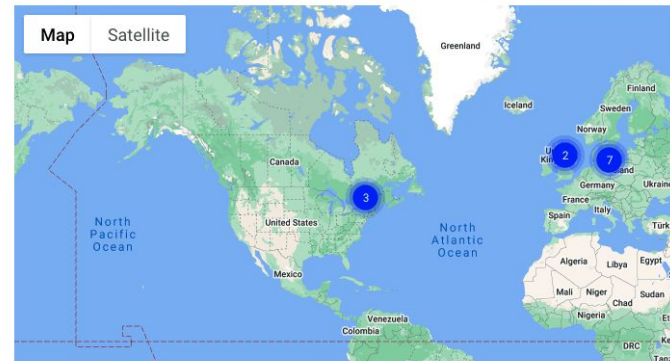 Map Satellite
Greenland
Iceland
Finland
Sweden
Norway
2
7
Canada
Germany
Ukraine
France
3
Spain
Italy
United States
North
Pacific
Ocean
North
Atlantic
Ocean
Algeria
Libya
Egypt
Mexico
Mali
Niger
Sudan
Chad
Nigeria
Venezuela
Colombia
DRC